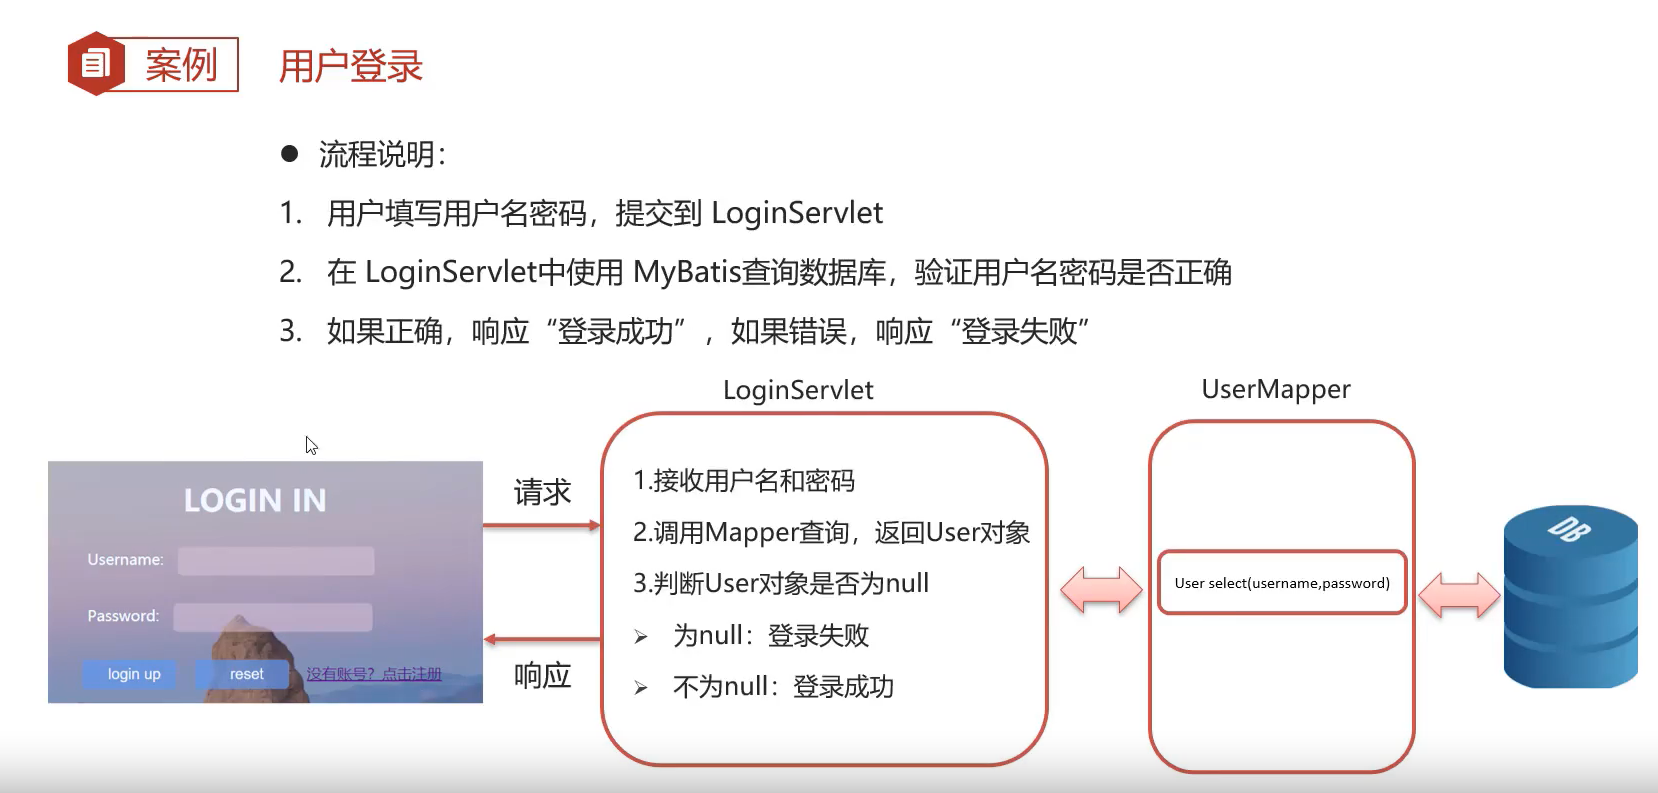 案例 用户登录
● 流程说明：
1. 用户填写用户名密码，提交到 LoginServlet
2. 在 LoginServlet中使用 MyBatis查询数据库，验证用户名密码是否正确
3. 如果正确，响应“登录成功”，如果错误，响应“登录失败”
LoginServlet
UserMapper
LOGIN IN
Username:
Password:
login up
reset
没有账号？点击注册
请求
响应
1.接收用户名和密码
2.调用Mapper查询，返回User对象
3.判断User对象是否为null
➢ 为null：登录失败
➢ 不为null：登录成功
User select(username,password)
DB